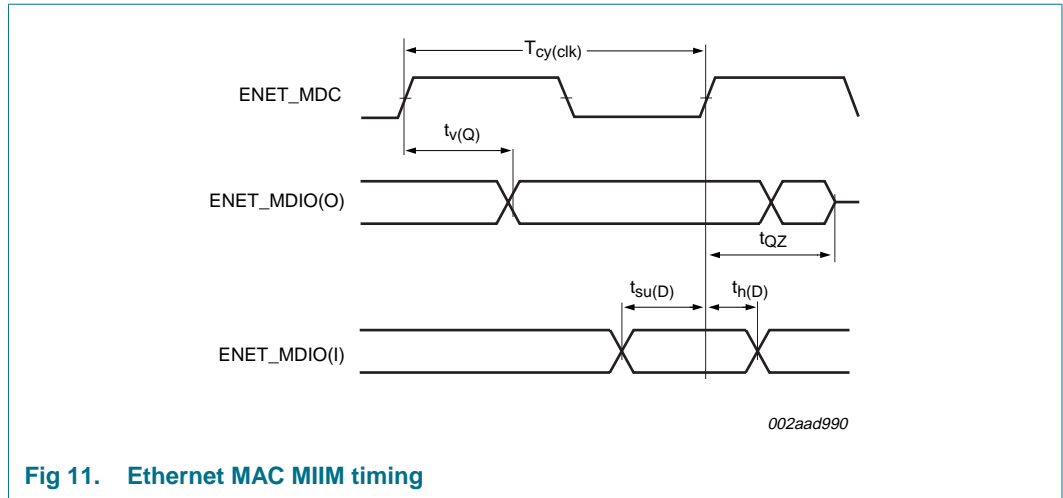 Tcy(clk)
ENET_MDC
tv(Q)
ENET_MDIO(O)
tQZ
tsu(D)
th(D)
ENET_MDIO(I)
002aad990
Fig 11. Ethernet MAC MIIM timing